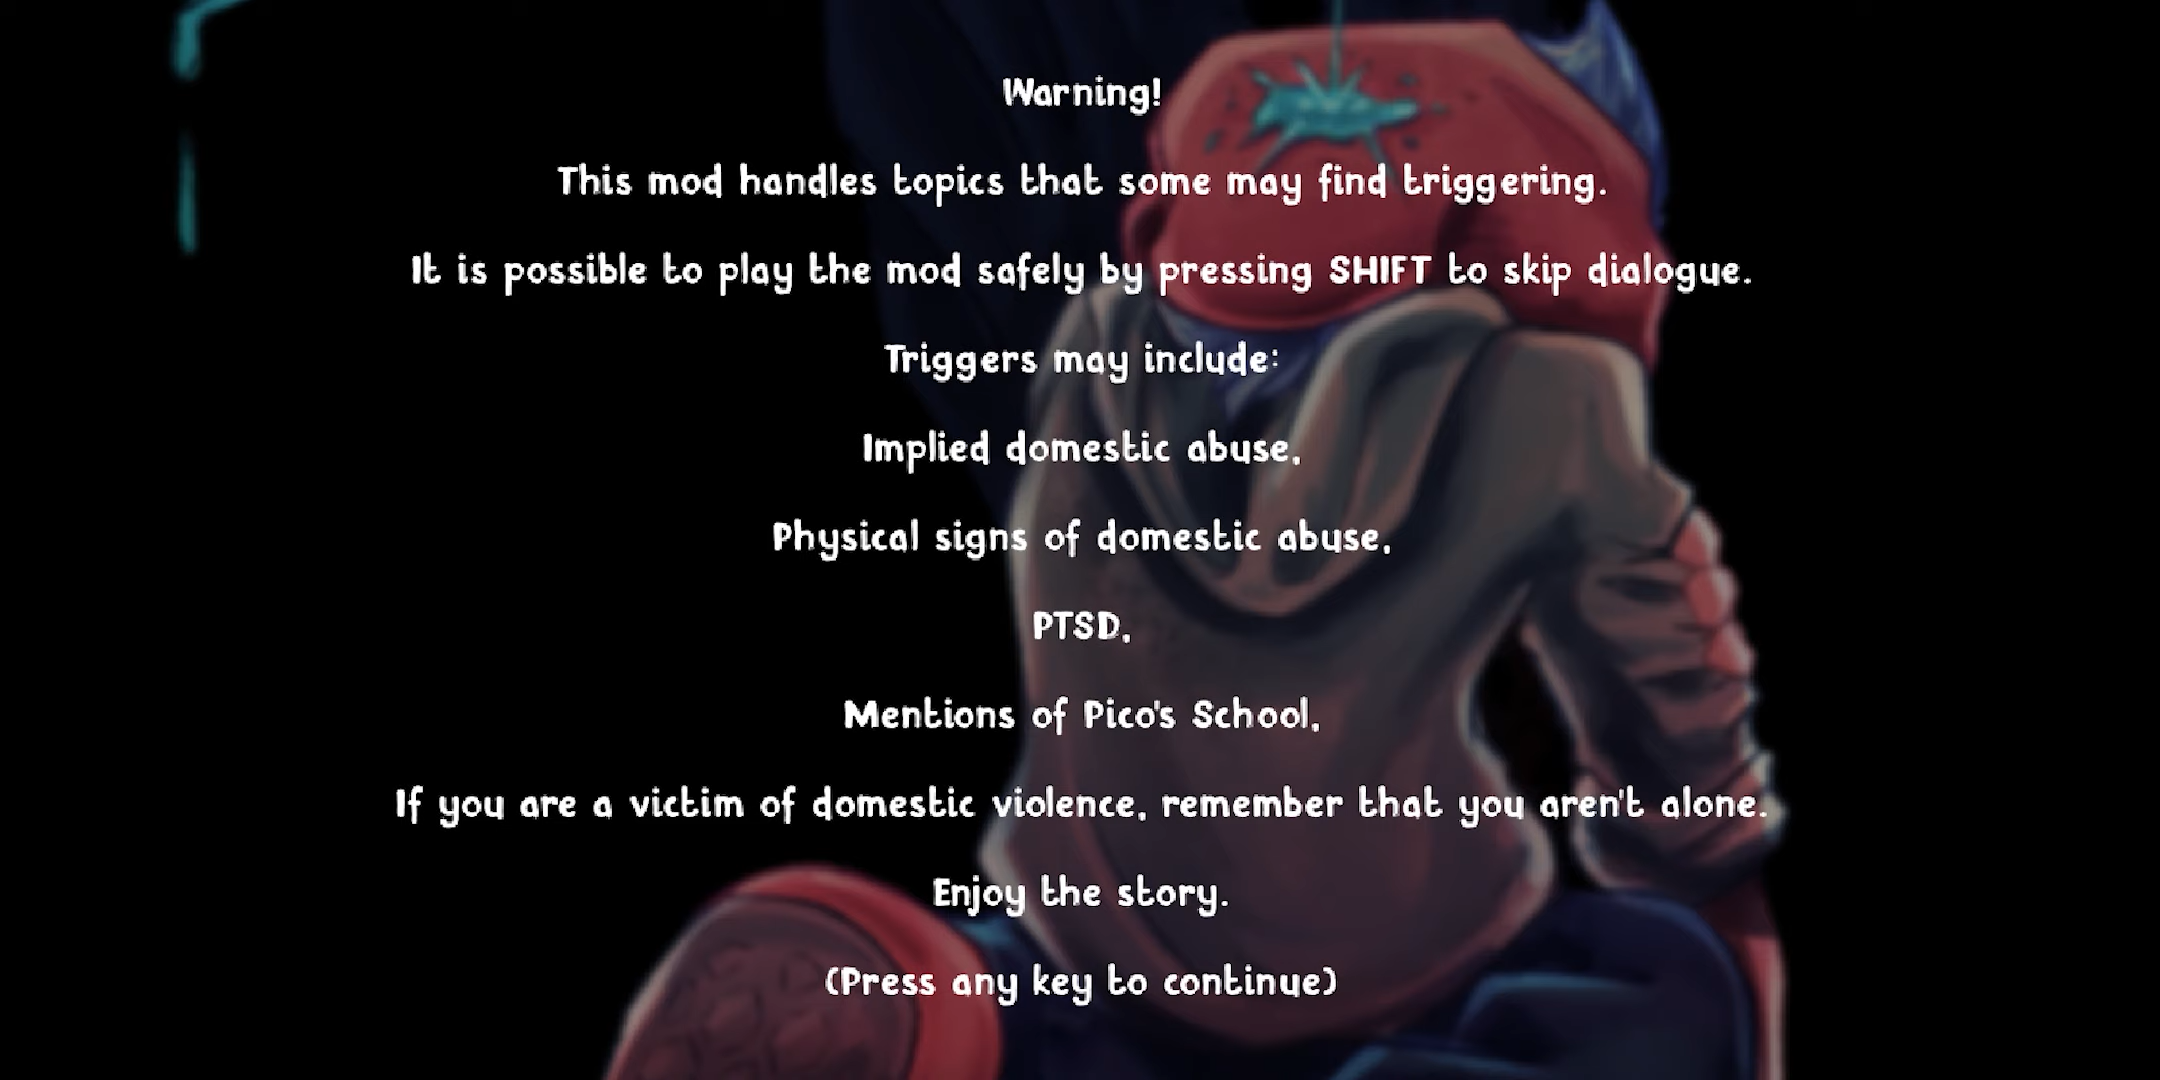 Warning!
This mod handles topics that some may find triggering.
It is possible to play the mod safely by pressing SHIFT to skip dialogue.
Triggers may include:
Implied domestic abuse,
Physical signs of domestic abuse,
PTSD,
Mentions of Pico's School,
If you are a victim of domestic violence, remember that you aren't alone.
Enjoy the story.
(Press any key to continue)